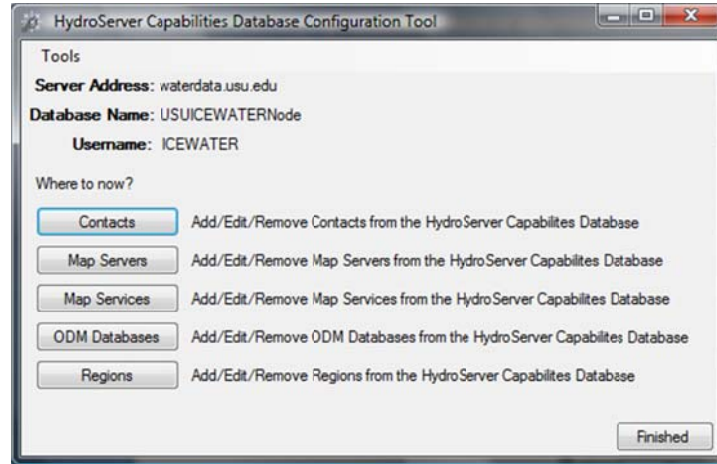 HydroServer Capabilities Database Configuration Tool
Tools
Server Address: waterdata.usu.edu
Database Name: USUICEWATERNode
Username: ICEWATER
Where to now?
Contacts Add/Edit/Remove Contacts from the HydroServer Capabilites Database
Map Servers Add/Edit/Remove Map Servers from the HydroServer Capabilites Database
Map Services Add/Edit/Remove Map Services from the HydroServer Capabilites Database
ODM Databases Add/Edit/Remove ODM Databases from the HydroServer Capabilites Database
Regions Add/Edit/Remove Regions from the HydroServer Capabilites Database
Finished